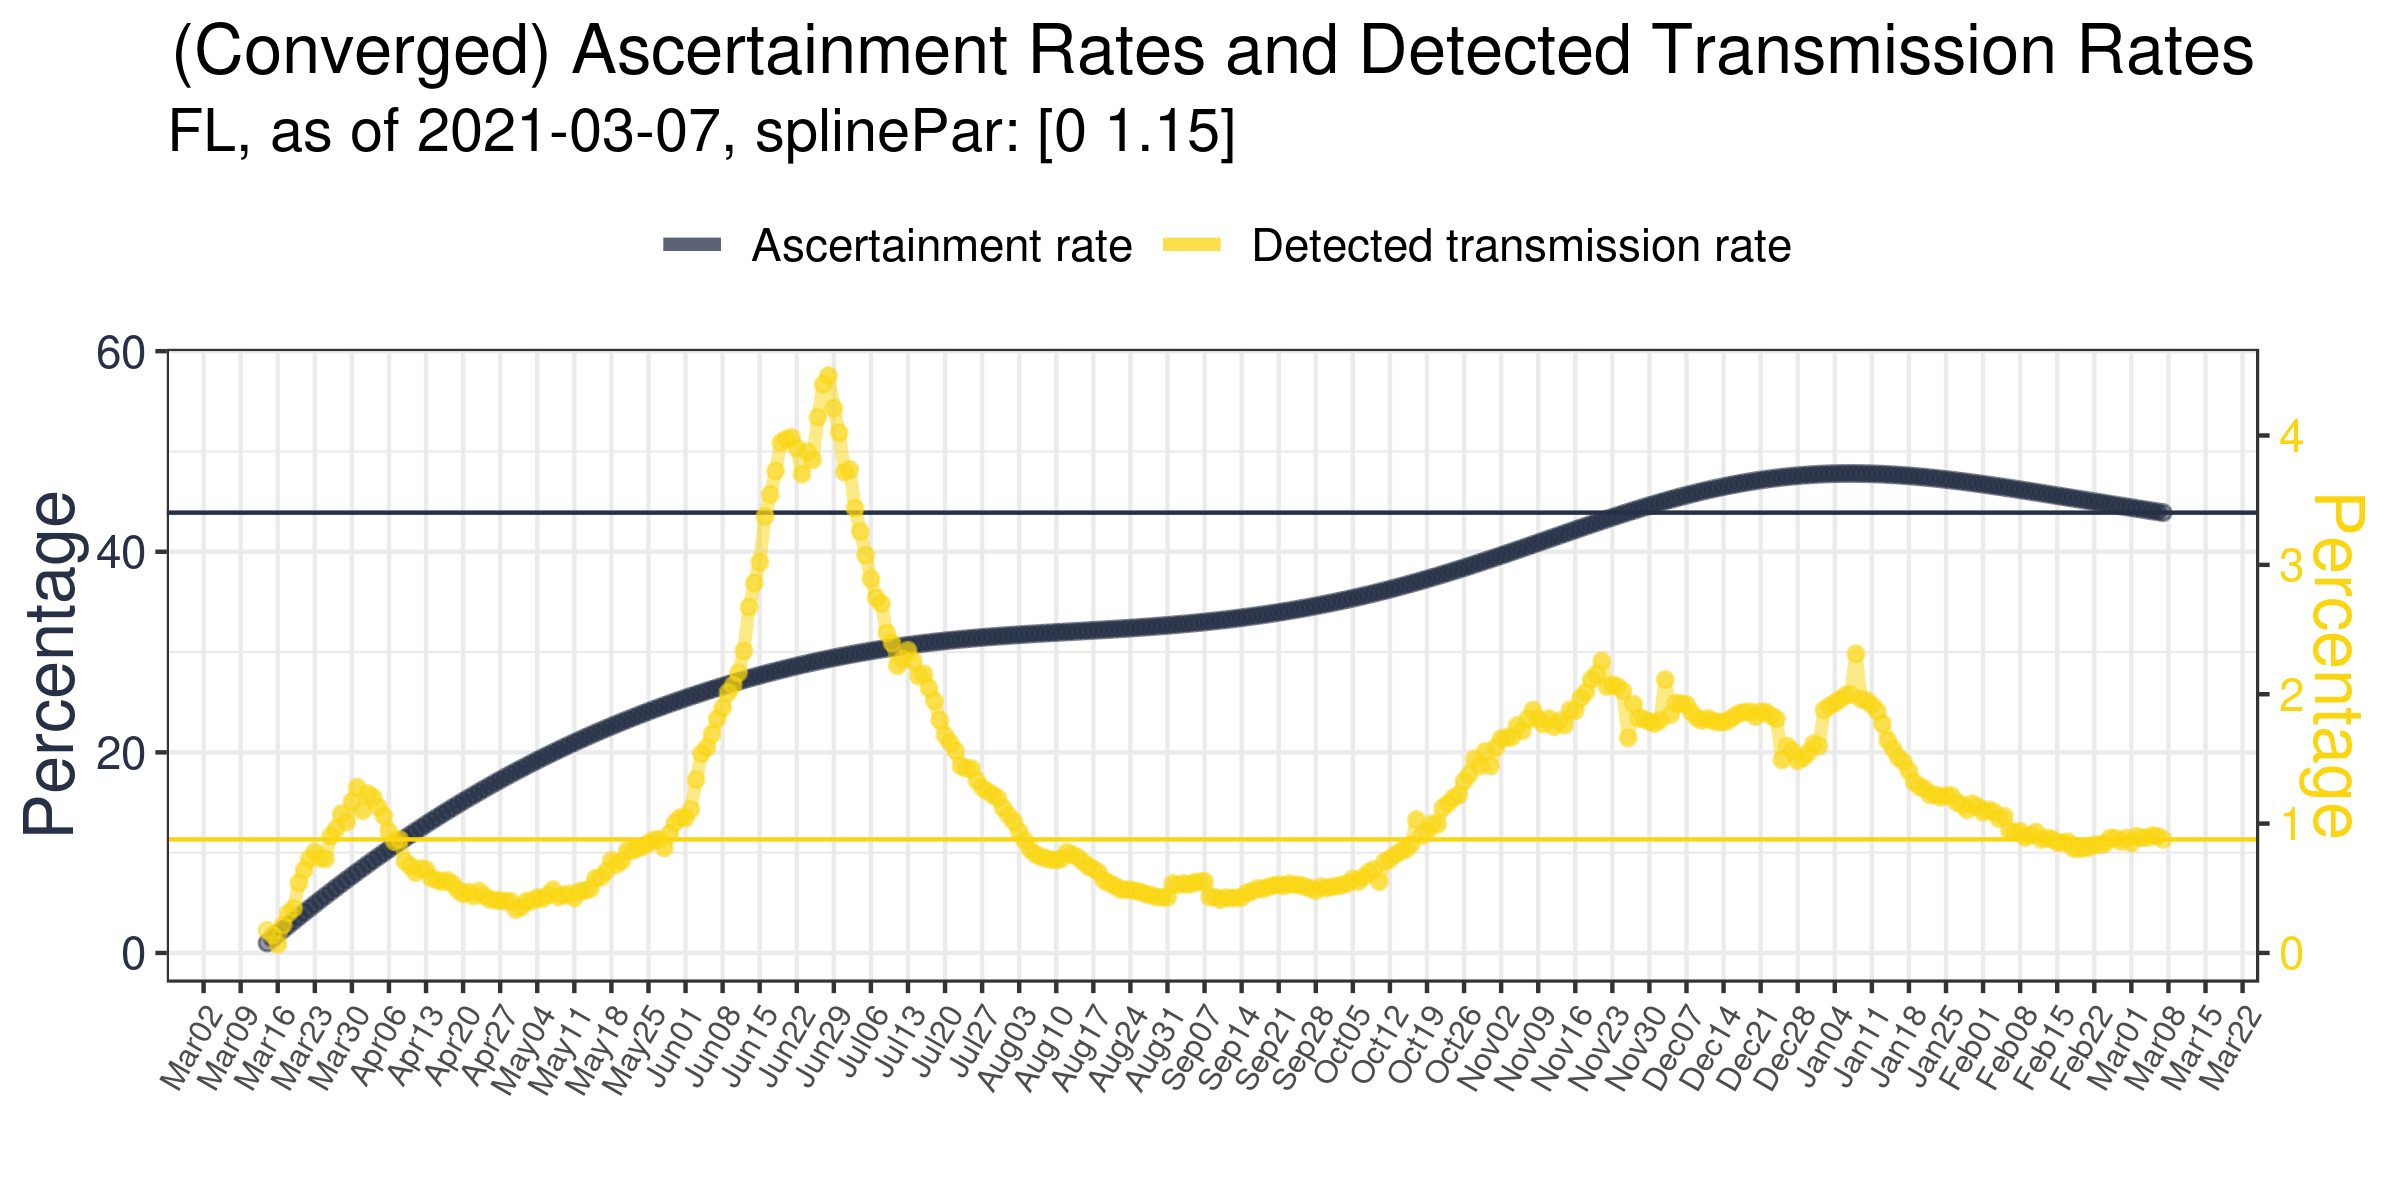 (Converged) Ascertainment Rates and Detected Transmission Rates
FL, as of 2021-03-07, splinePar: [0 1.15]
Ascertainment rate
Detected transmission rate
Percentage
60
40
20
0
4
3
2
1
0
Percentage
Mar02
Mar09
Mar16
Mar23
Mar30
Apr06
Apr13
Apr20
Apr27
May04
May11
May18
May25
Jun01
Jun08
Jun15
Jun22
Jun29
Jul06
Jul13
Jul20
Jul27
Aug03
Aug10
Aug17
Aug24
Aug31
Sep07
Sep14
Sep21
Sep28
Oct05
Oct12
Oct19
Oct26
Nov02
Nov09
Nov16
Nov23
Nov30
Dec07
Dec14
Dec21
Dec28
Jan11
Jan18
Jan25
Feb01
Feb08
Feb15
Feb22
Mar01
Mar08
Mar15
Mar22